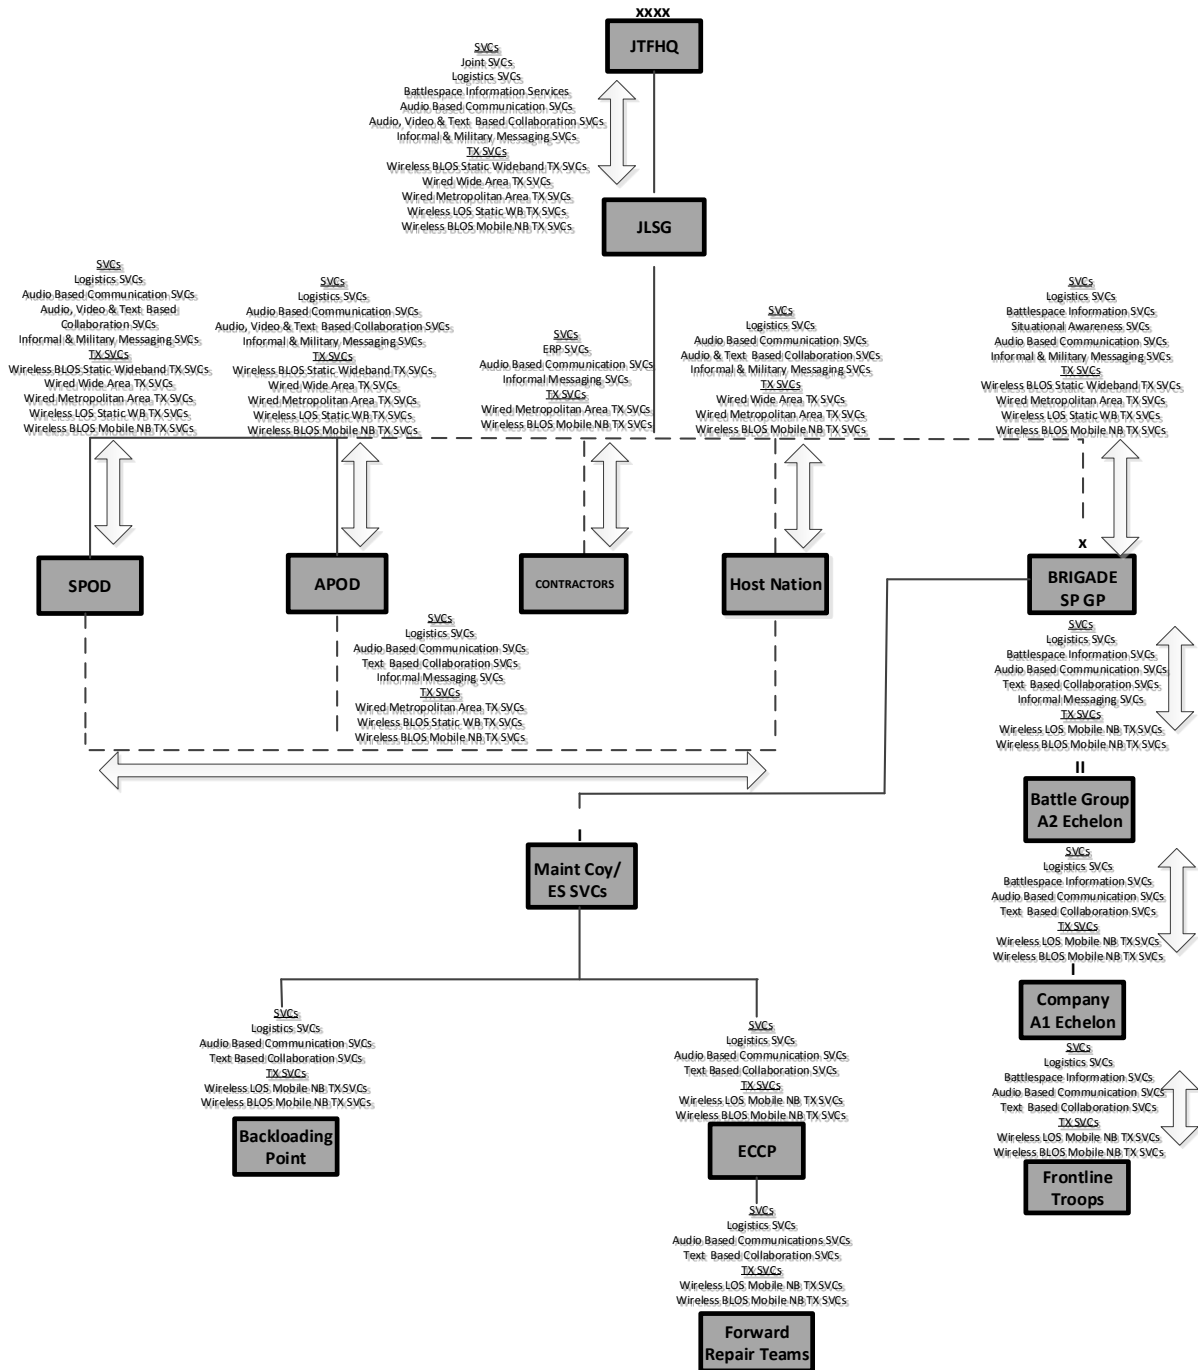 xxxx
JTFHQ
SVCs
Joint SVCs
Logistics SVCs
Battlespace Information Services
Audio Based Communication SVCs
Audio, Video & Text Based Collaboration SVCs
Informal & Military Messaging SVCs
TX SVCs
Wireless BLOS Static Wideband TX SVCs
Wired Wide Area TX SVCs
Wired Metropolitan Area TX SVCs
Wireless LOS Static WB TX SVCs
Wireless BLOS Mobile NB TX SVCs
JLSG
SVCs
Logistics SVCs
Audio Based Communication SVCs
Audio, Video & Text Based
Collaboration SVCs
Informal & Military Messaging SVCs
TX SVCs
Wireless BLOS Static Wideband TX SVCs
Wired Wide Area TX SVCs
Wired Metropolitan Area TX SVCs
Wireless LOS Static WB TX SVCs
Wireless BLOS Mobile NB TX SVCs
SVCs
Logistics SVCs
Audio Based Communication SVCs
Audio, Video & Text Based Collaboration SVCs
Informal & Military Messaging SVCs
TX SVCs
Wireless BLOS Static Wideband TX SVCs
Wired Wide Area TX SVCs
Wired Metropolitan Area TX SVCs
Wireless LOS Static WB TX SVCs
Wireless BLOS Mobile NB TX SVCs
SVCs
ERP SVCs
Audio Based Communication SVCs
Informal Messaging SVCs
TX SVCs
Wired Metropolitan Area TX SVCs
Wireless BLOS Mobile NB TX SVCs
SVCs
Logistics SVCs
Audio Based Communication SVCs
Audio & Text Based Collaboration SVCs
Informal & Military Messaging SVCs
TX SVCs
Wired Wide Area TX SVCs
Wired Metropolitan Area TX SVCs
Wireless BLOS Mobile NB TX SVCs
SVCs
Logistics SVCs
Battlespace Information SVCs
Situational Awareness SVCs
Audio Based Communication SVCs
Informal & Military Messaging SVCs
TX SVCs
Wireless BLOS Static Wideband TX SVCs
Wired Metropolitan Area TX SVCs
Wireless LOS Static WB TX SVCs
Wireless BLOS Mobile NB TX SVCs
SPOD
APOD
CONTRACTORS
Host Nation
x
BRIGADE
SP GP
SVCs
Logistics SVCs
Audio Based Communication SVCs
Text Based Collaboration SVCs
Informal Messaging SVCs
TX SVCs
Wired Metropolitan Area TX SVCs
Wireless BLOS Static WB TX SVCs
Wireless BLOS Mobile NB TX SVCs
SVCs
Logistics SVCs
Battlespace Information SVCs
Audio Based Communication SVCs
Text Based Collaboration SVCs
Informal Messaging SVCs
TX SVCs
Wireless LOS Mobile NB TX SVCs
Wireless BLOS Mobile NB TX SVCs
II
Battle Group
A2 Echelon
I
Maint Coy/
ES SVCs
SVCs
Logistics SVCs
Battlespace Information SVCs
Audio Based Communication SVCs
Text Based Collaboration SVCs
TX SVCs
Wireless LOS Mobile NB TX SVCs
Wireless BLOS Mobile NB TX SVCs
I
Company
A1 Echelon
SVCs
Logistics SVCs
Audio Based Communication SVCs
Text Based Collaboration SVCs
TX SVCs
Wireless LOS Mobile NB TX SVCs
Wireless BLOS Mobile NB TX SVCs
Backloading
Point
SVCs
Logistics SVCs
Audio Based Communication SVCs
Text Based Collaboration SVCs
TX SVCs
Wireless LOS Mobile NB TX SVCs
Wireless BLOS Mobile NB TX SVCs
ECCP
SVCs
Logistics SVCs
Battlespace Information SVCs
Audio Based Communication SVCs
Text Based Collaboration SVCs
TX SVCs
Wireless LOS Mobile NB TX SVCs
Wireless BLOS Mobile NB TX SVCs
Frontline
Troops
SVCs
Logistics SVCs
Audio Based Communications SVCs
Text Based Collaboration SVCs
TX SVCs
Wireless LOS Mobile NB TX SVCs
Wireless BLOS Mobile NB TX SVCs
Forward
Repair Teams